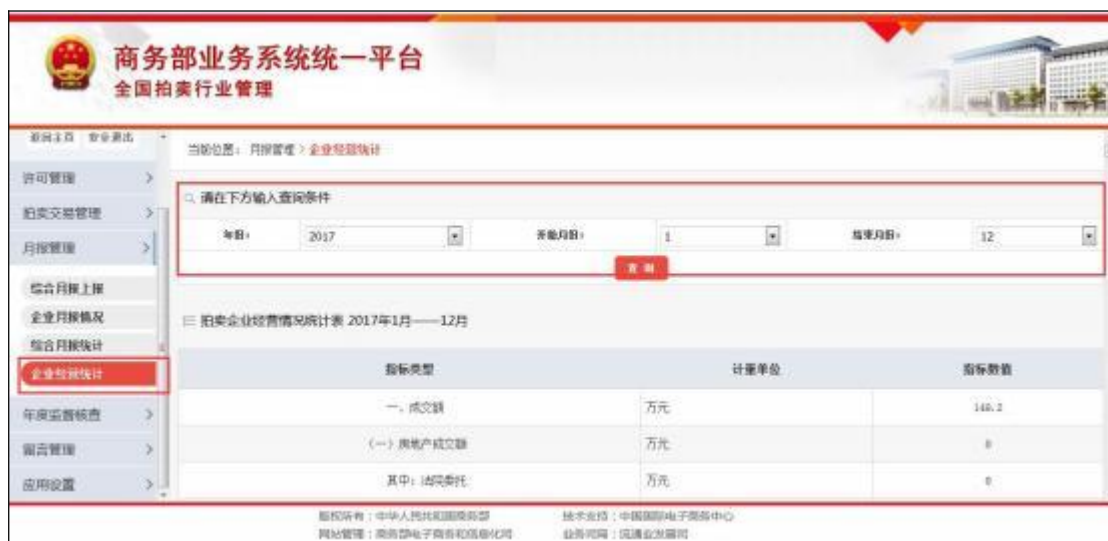 商务部业务系统统一平台
全国拍卖行业管理
返回主页 安全退出
当前位置： 月报管理 > 企业经营统计
许可管理
拍卖交易管理
月报管理
综合月报上报
企业月报情况
综合月报统计
企业经营统计
年度监督核查
留言管理
应用设置
请在下方输入查询条件
年份： 2017 开始月份： 1 结束月份： 12
查 询
拍卖企业经营情况统计表 2017年1月——12月
指标类型 计量单位 指标数值
一、成交额 万元
（一）房地产成交额 万元 0
其中：法院委托 万元 0
版权所有：中华人民共和国商务部 技术支持：中国国际电子商务中心
网站管理：商务部电子商务和信息化司 业务司局：流通业发展司